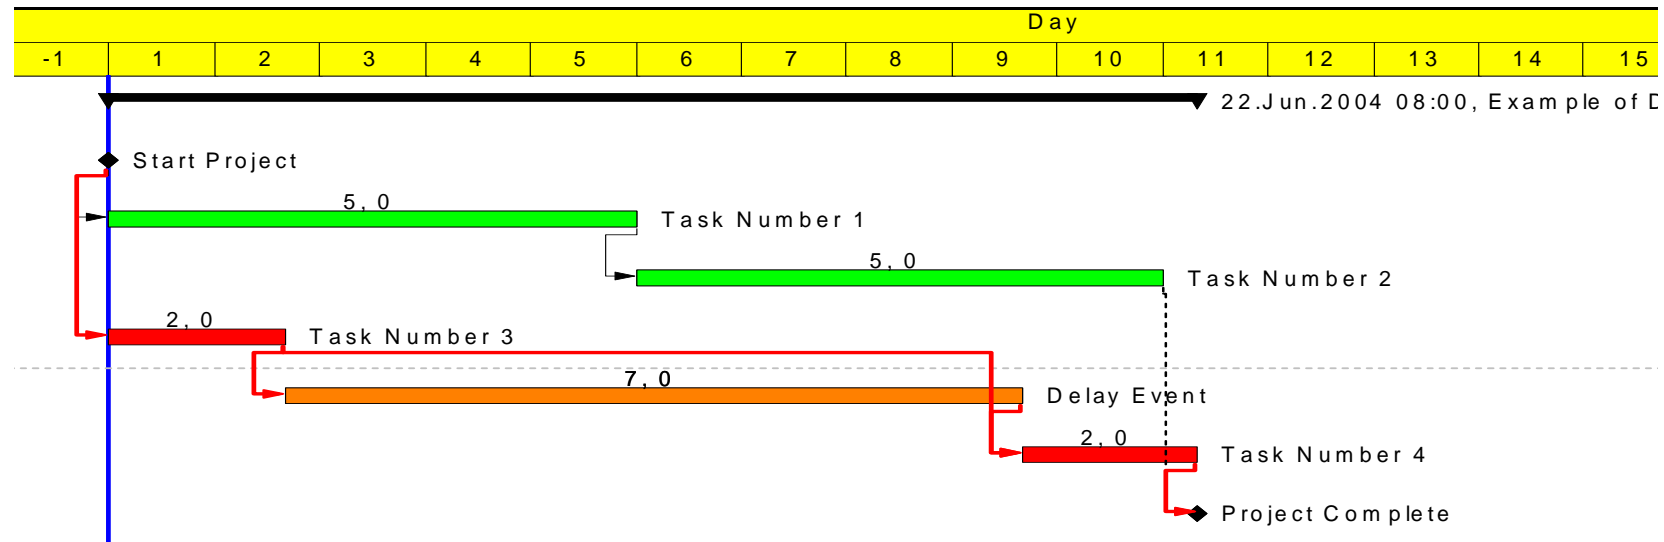 Day
-1 1 2 3 4 5 6 7 8 9 10 11 12 13 14 15
22.Jun.2004 08:00, Example of D
Start Project
5, 0
Task Number 1
5, 0
Task Number 2
2, 0
Task Number 3
7, 0
Delay Event
2, 0
Task Number 4
Project Complete